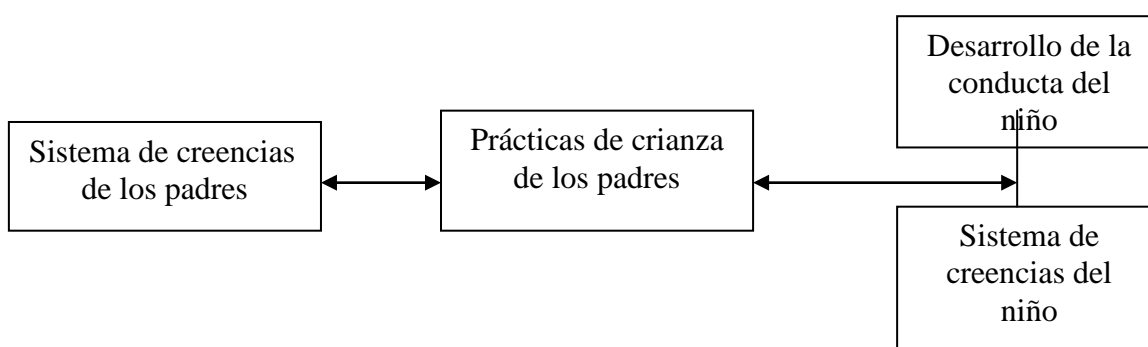 Sistema de creencias
de los padres
Prácticas de crianza
de los padres
Desarrollo de la
conducta del
niño
Sistema de
creencias del
niño